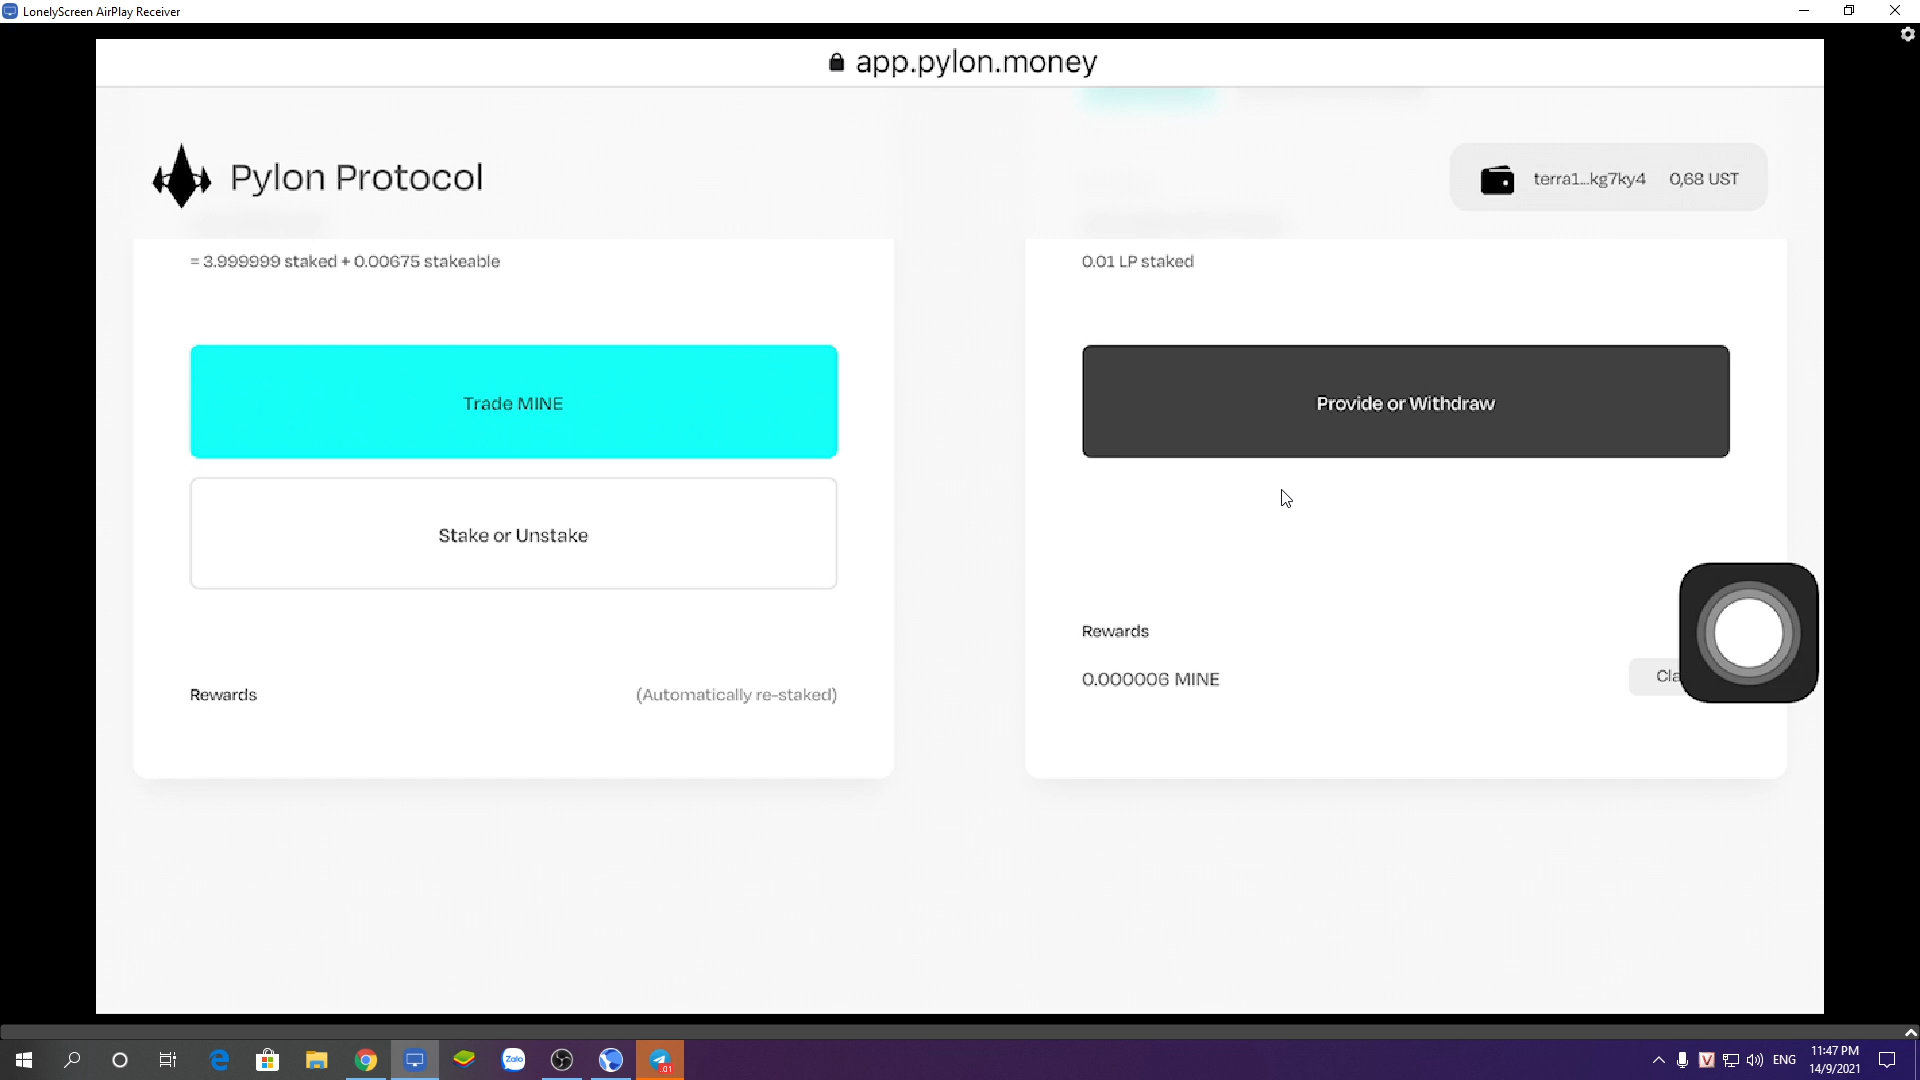 LonelyScreen AirPlay Receiver
app.pylon.money
Pylon Protocol
terra1...kg7ky4 0,68 UST
= 3.999999 staked + 0.00675 stakeable
Trade MINE
Stake or Unstake
Rewards (Automatically re-staked)
0.01 LP staked
Provide or Withdraw
Rewards
0.000006 MINE
Cla
Zalo
.01
V
ENG
11:47 PM
14/9/2021